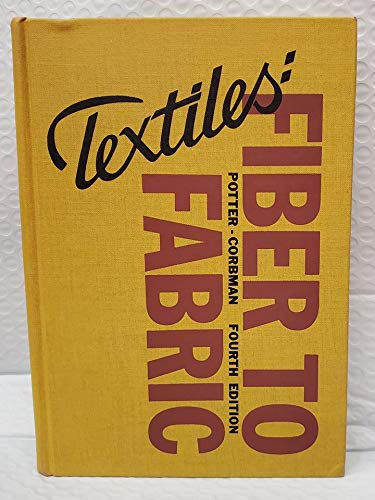 Textiles:
FIBER TO
FABRIC
POTTER - CORBMAN FOURTH EDITION